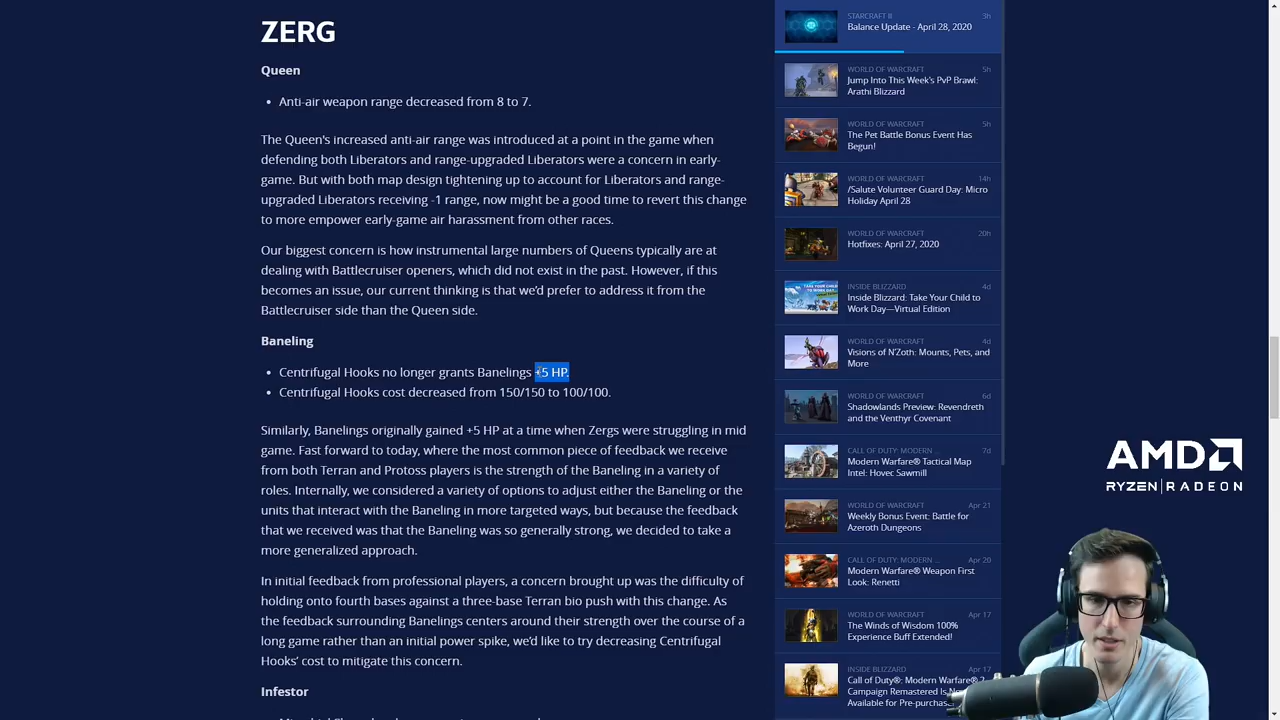 ZERG
Queen
• Anti-air weapon range decreased from 8 to 7.
The Queen's increased anti-air range was introduced at a point in the game when
defending both Liberators and range-upgraded Liberators were a concern in early-
game. But with both map design tightening up to account for Liberators and range-
upgraded Liberators receiving -1 range, now might be a good time to revert this change
to more empower early-game air harassment from other races.
Our biggest concern is how instrumental large numbers of Queens typically are at
dealing with Battlecruiser openers, which did not exist in the past. However, if this
becomes an issue, our current thinking is that we'd prefer to address it from the
Battlecruiser side than the Queen side.
Baneling
• Centrifugal Hooks no longer grants Banelings +5 HP.
• Centrifugal Hooks cost decreased from 150/150 to 100/100.
Similarly, Banelings originally gained +5 HP at a time when Zergs were struggling in mid
game. Fast forward to today, where the most common piece of feedback we receive
from both Terran and Protoss players is the strength of the Baneling in a variety of
roles. Internally, we considered a variety of options to adjust either the Baneling or the
units that interact with the Baneling in more targeted ways, but because the feedback
that we received was that the Baneling was so generally strong, we decided to take a
more generalized approach.
In initial feedback from professional players, a concern brought up was the difficulty of
holding onto fourth bases against a three-base Terran bio push with this change. As
the feedback surrounding Banelings centers around their strength over the course of a
long game rather than an initial power spike, we'd like to try decreasing Centrifugal
Hooks' cost to mitigate this concern.
Infestor
STARCRAFT II 3h
Balance Update - April 28, 2020
WORLD OF WARCRAFT 5h
Jump Into This Week's PvP Brawl:
Arathi Blizzard
WORLD OF WARCRAFT 5h
The Pet Battle Bonus Event Has
Begun!
WORLD OF WARCRAFT 14h
/Salute Volunteer Guard Day: Micro
Holiday April 28
WORLD OF WARCRAFT 20h
Hotfixes: April 27, 2020
INSIDE BLIZZARD 4d
Inside Blizzard: Take Your Child to
Work Day—Virtual Edition
WORLD OF WARCRAFT 4d
Visions of N'Zoth: Mounts, Pets, and
More
WORLD OF WARCRAFT 6d
Shadowlands Preview: Revendreth
and the Venthyr Covenant
CALL OF DUTY: MODERN ... 7d
Modern Warfare® Tactical Map
Intel: Hovec Sawmill
WORLD OF WARCRAFT Apr 21
Weekly Bonus Event: Battle for
Azeroth Dungeons
CALL OF DUTY: MODERN ... Apr 20
Modern Warfare® Weapon First
Look: Renetti
WORLD OF WARCRAFT Apr 17
The Winds of Wisdom 100%
Experience Buff Extended!
INSIDE BLIZZARD Apr 17
Call of Duty®: Modern Warfare® 2
Campaign Remastered Is
Available for Pre-purchase
AMD
RYZEN | RADEON